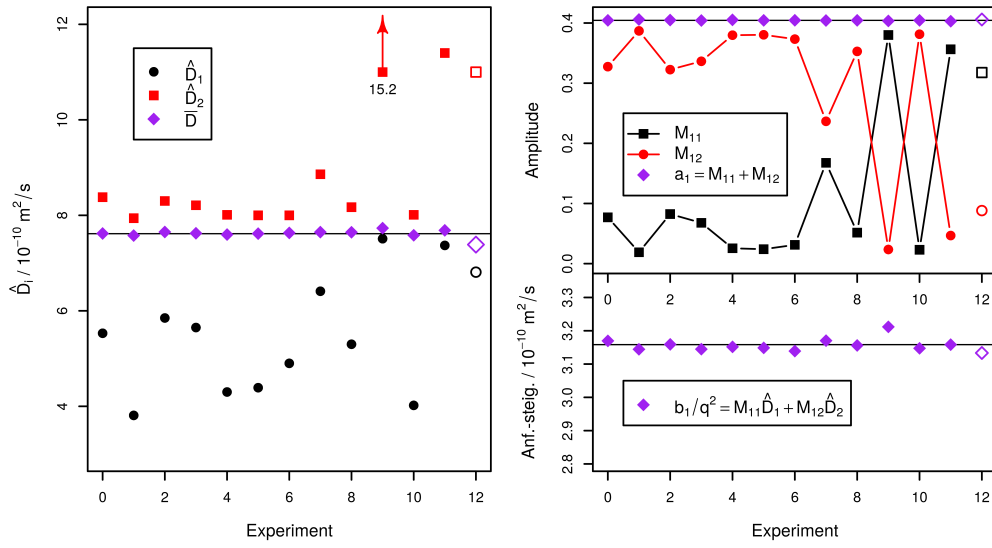 12
10
8
6
4
D̂ᵢ / 10⁻¹⁰ m²/s
D̂₁
D̂₂
D̅
15.2
0 2 4 6 8 10 12
Experiment
0.4
0.3
0.1
0.0
Amplitude
M₁₁
M₁₂
a₁ = M₁₁ + M₁₂
0 2 4 6 8 10 12
3.3
3.2
3.1
3.0
2.9
2.8
Anf.-steig. / 10⁻¹⁰ m²/s
b₁/q² = M₁₁D̂₁ + M₁₂D̂₂
0 2 4 6 8 10 12
Experiment